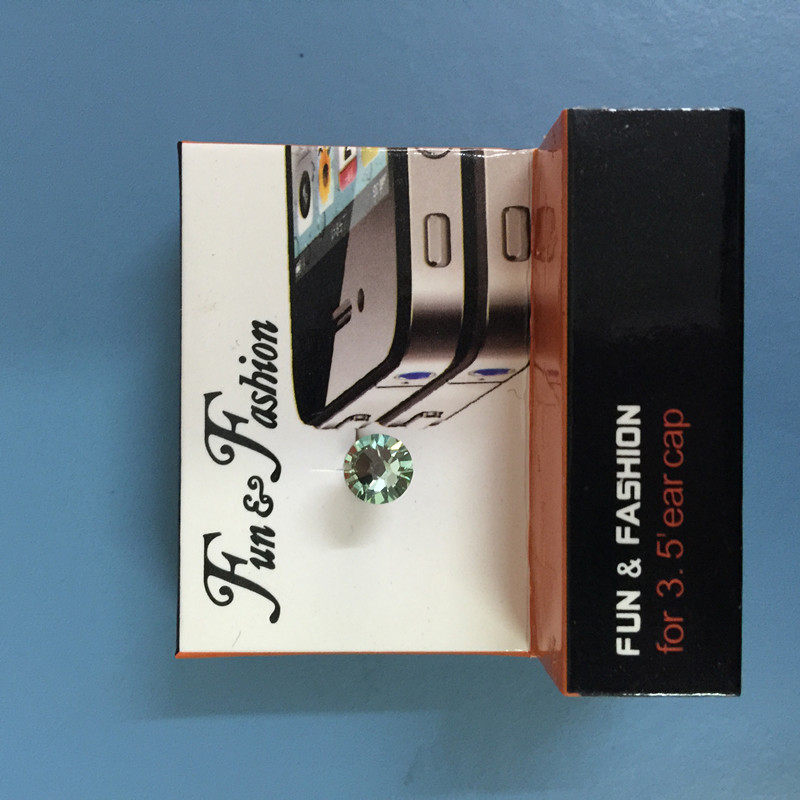 Fun & Fashion
FUN & FASHION
for 3.5' ear cap